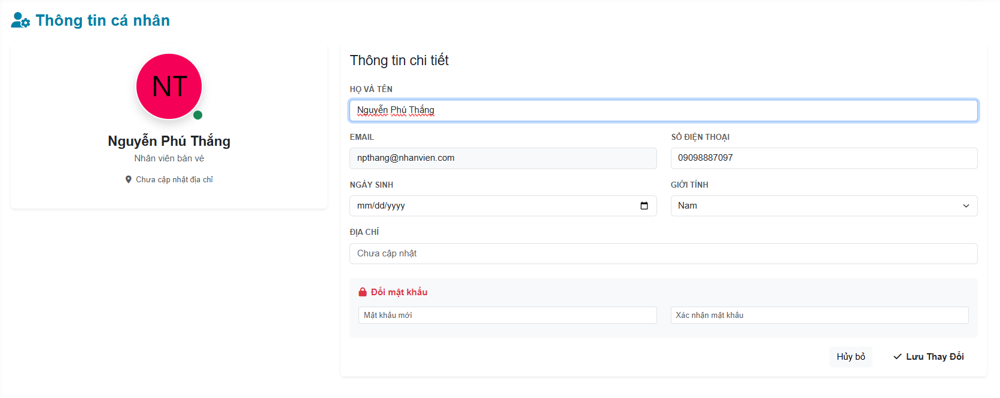 Thông tin cá nhân
NT
Nguyễn Phú Thắng
Nhân viên bán vé
Chưa cập nhật địa chỉ
Thông tin chi tiết
HỌ VÀ TÊN
Nguyễn Phú Thắng
EMAIL
npthang@nhanvien.com
SỐ ĐIỆN THOẠI
09098887097
NGÀY SINH
mm/dd/yyyy
GIỚI TÍNH
Nam
ĐỊA CHỈ
Chưa cập nhật
Đổi mật khẩu
Mật khẩu mới
Xác nhận mật khẩu
Hủy bỏ
Lưu Thay Đổi